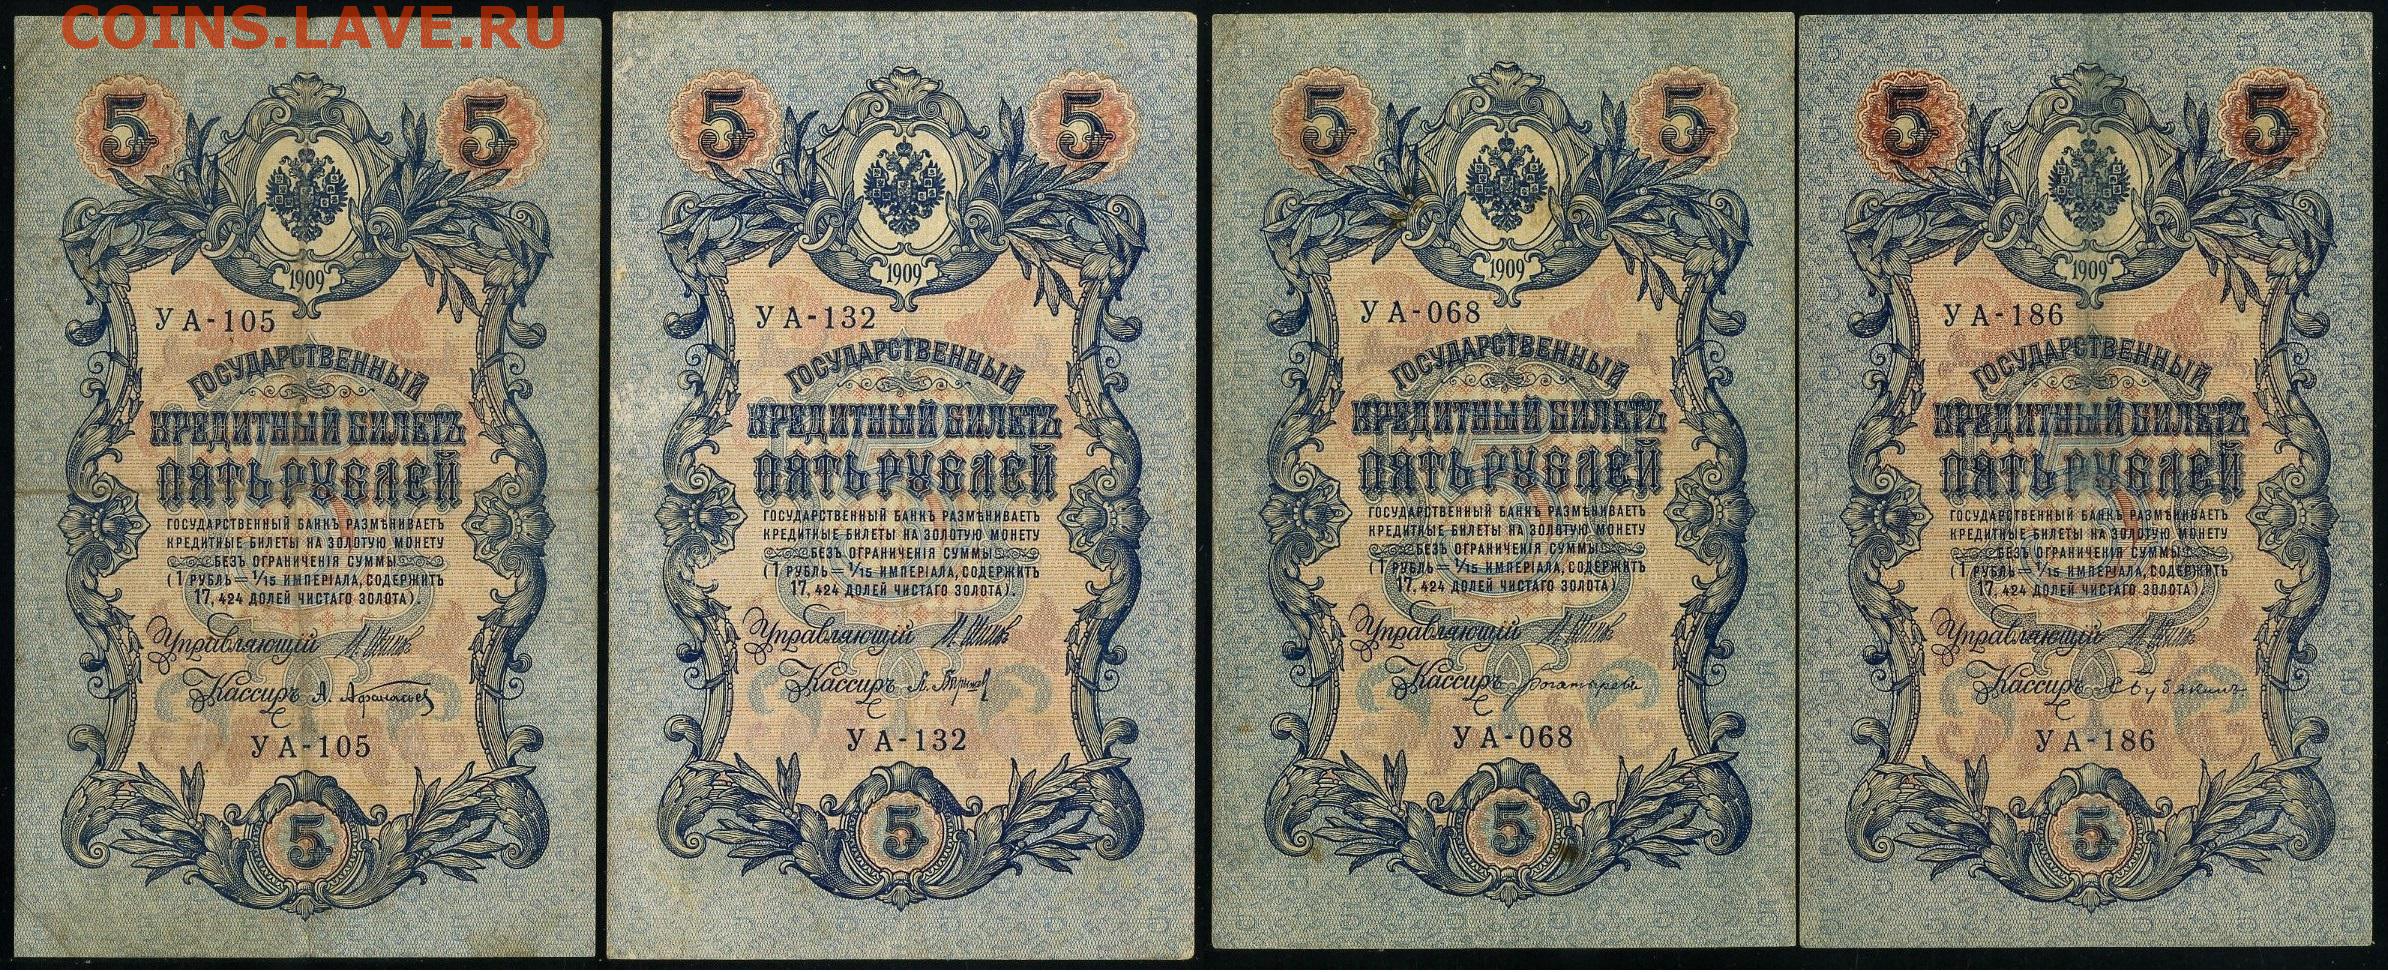 COINS.LAVE.RU
5 5
1909
УА-105
ГОСУДАРСТВЕННЫЙ
КРЕДИТНЫЙ БИЛЕТЪ
ПЯТЬ РУБЛЕЙ
ГОСУДАРСТВЕННЫЙ БАНКЪ РАЗМѢНИВАЕТЪ
КРЕДИТНЫЕ БИЛЕТЫ НА ЗОЛОТУЮ МОНЕТУ
БЕЗЪ ОГРАНИЧЕНІЯ СУММЫ
(1 РУБЛЬ = 1/15 ИМПЕРІАЛА, СОДЕРЖИТЪ
17,424 ДОЛЕЙ ЧИСТАГО ЗОЛОТА).
Управляющій
Кассиръ А. Афанасьев
УА-105
5
5 5
1909
УА-132
ГОСУДАРСТВЕННЫЙ
КРЕДИТНЫЙ БИЛЕТЪ
ПЯТЬ РУБЛЕЙ
ГОСУДАРСТВЕННЫЙ БАНКЪ РАЗМѢНИВАЕТЪ
КРЕДИТНЫЕ БИЛЕТЫ НА ЗОЛОТУЮ МОНЕТУ
БЕЗЪ ОГРАНИЧЕНІЯ СУММЫ
(1 РУБЛЬ = 1/15 ИМПЕРІАЛА, СОДЕРЖИТЪ
17,424 ДОЛЕЙ ЧИСТАГО ЗОЛОТА).
Управляющій
Кассиръ
УА-132
5
5 5
1909
УА-068
ГОСУДАРСТВЕННЫЙ
КРЕДИТНЫЙ БИЛЕТЪ
ПЯТЬ РУБЛЕЙ
ГОСУДАРСТВЕННЫЙ БАНКЪ РАЗМѢНИВАЕТЪ
КРЕДИТНЫЕ БИЛЕТЫ НА ЗОЛОТУЮ МОНЕТУ
БЕЗЪ ОГРАНИЧЕНІЯ СУММЫ
(1 РУБЛЬ = 1/15 ИМПЕРІАЛА, СОДЕРЖИТЪ
17,424 ДОЛЕЙ ЧИСТАГО ЗОЛОТА).
Управляющій
Кассиръ
УА-068
5
5 5
1909
УА-186
ГОСУДАРСТВЕННЫЙ
КРЕДИТНЫЙ БИЛЕТЪ
ПЯТЬ РУБЛЕЙ
ГОСУДАРСТВЕННЫЙ БАНКЪ РАЗМѢНИВАЕТЪ
КРЕДИТНЫЕ БИЛЕТЫ НА ЗОЛОТУЮ МОНЕТУ
БЕЗЪ ОГРАНИЧЕНІЯ СУММЫ
(1 РУБЛЬ = 1/15 ИМПЕРІАЛА, СОДЕРЖИТЪ
17,424 ДОЛЕЙ ЧИСТАГО ЗОЛОТА).
Управляющій
Кассиръ
УА-186
5